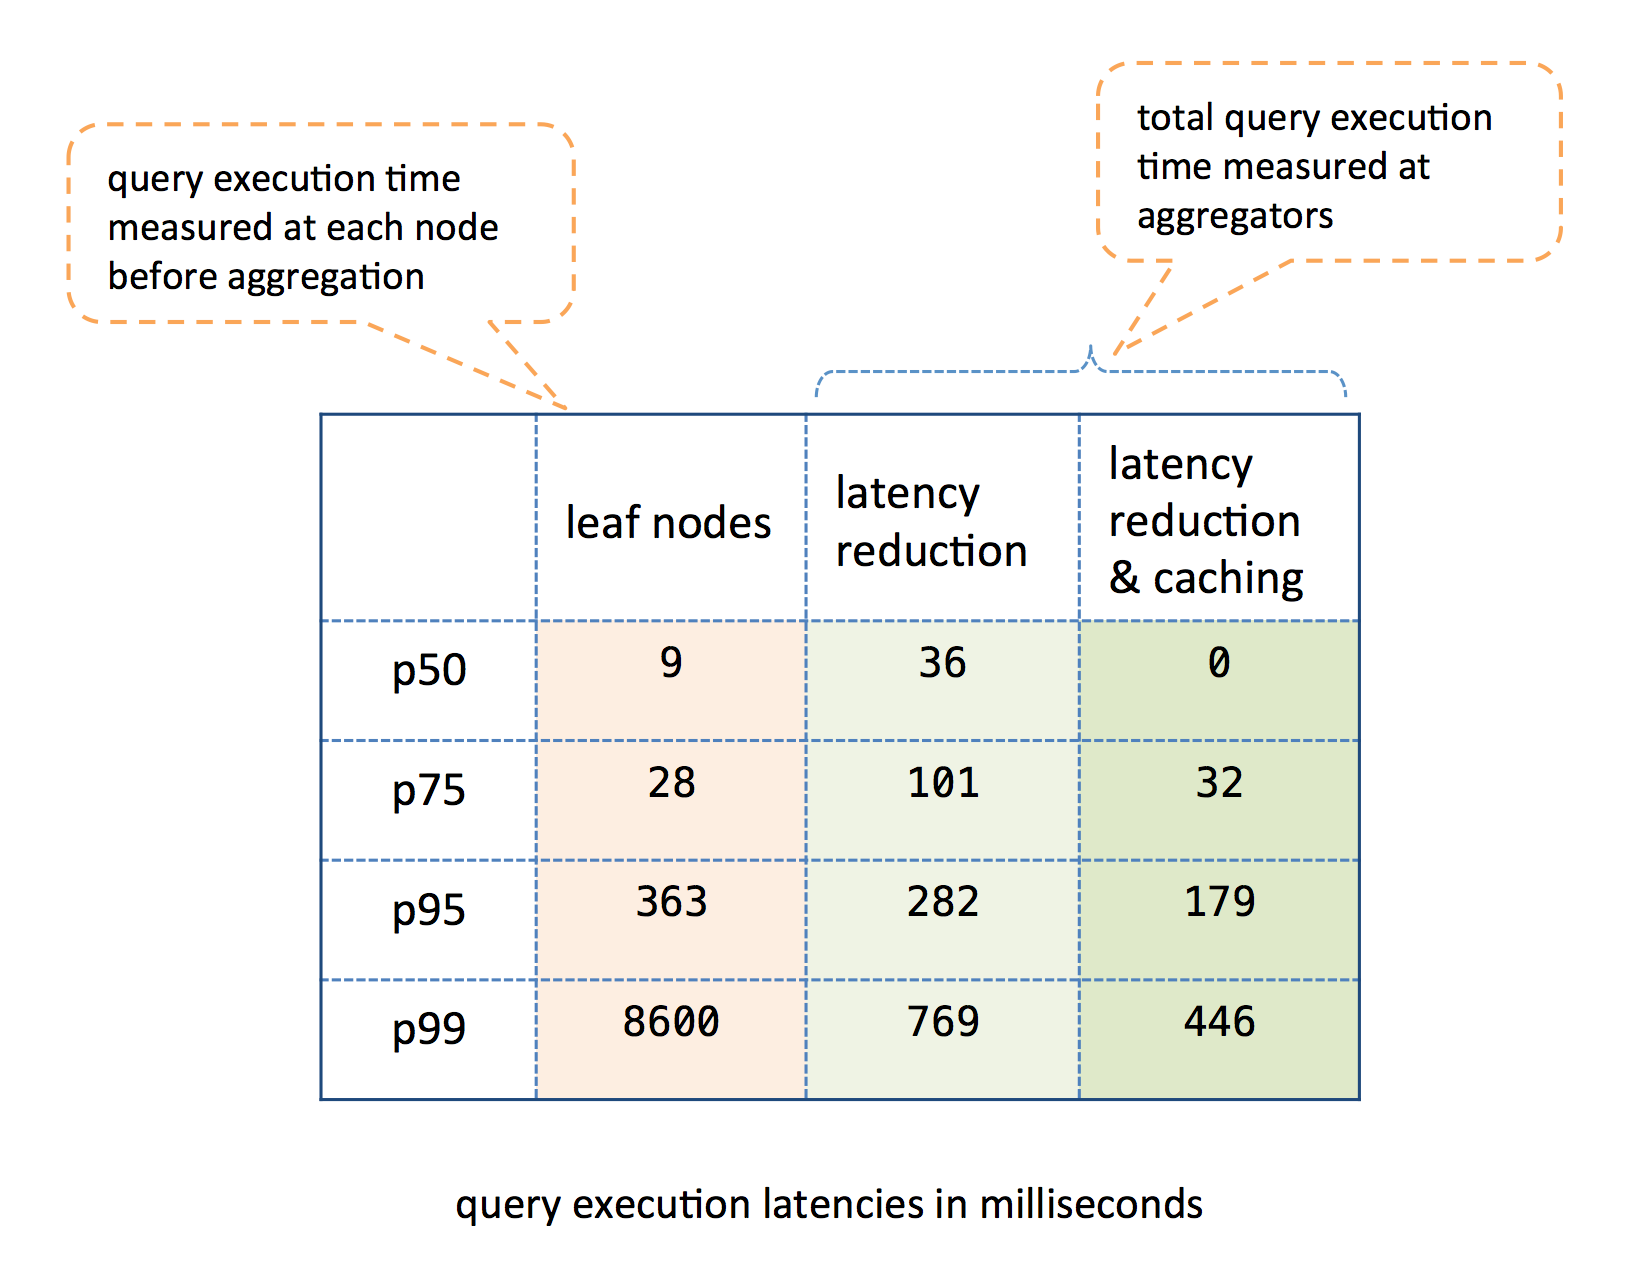 total query execution
time measured at
aggregators
query execution time
measured at each node
before aggregation
leaf nodes
latency
reduction
latency
reduction
& caching
p50 9 36 0
p75 28 101 32
p95 363 282 179
p99 8600 769 446
query execution latencies in milliseconds